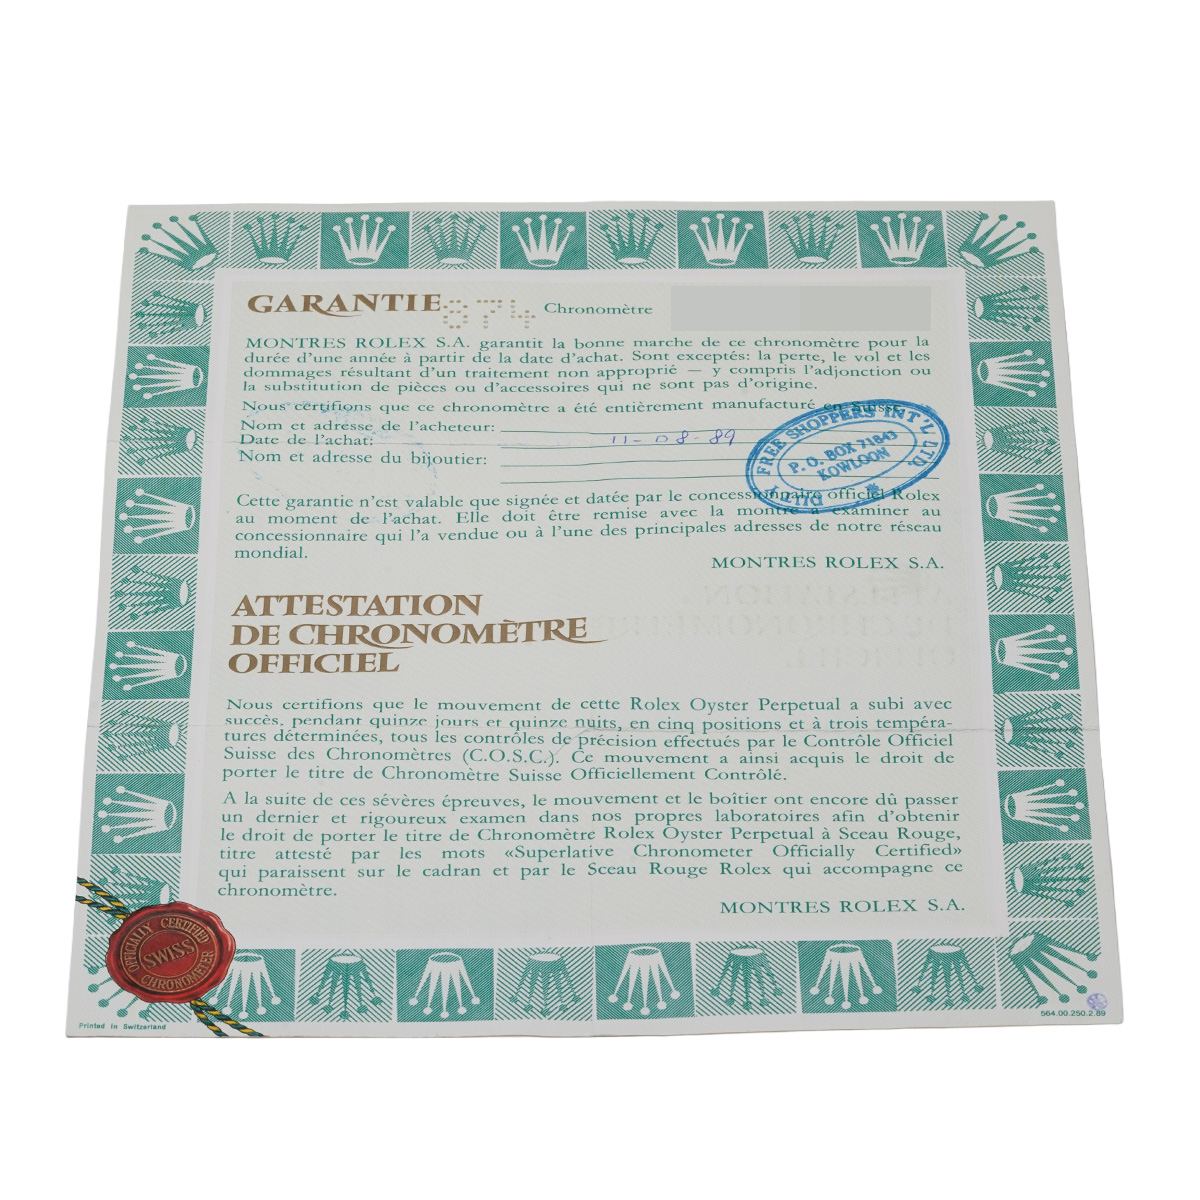 GARANTIE 874 Chronomètre
MONTRES ROLEX S.A. garantit la bonne marche de ce chronomètre pour la
durée d'une année à partir de la date d'achat. Sont exceptés: la perte, le vol et les
dommages résultant d'un traitement non approprié — y compris l'adjonction ou
la substitution de pièces ou d'accessoires qui ne sont pas d'origine.
Nous certifions que ce chronomètre a été entièrement manufacturé en Suisse.
Nom et adresse de l'acheteur:
Date de l'achat: 11-08-89
Nom et adresse du bijoutier:
DUTY FREE SHOPPERS INT'L LTD.
P. O. BOX 71843
KOWLOON
Cette garantie n'est valable que signée et datée par le concessionnaire officiel Rolex
au moment de l'achat. Elle doit être remise avec la montre à examiner au
concessionnaire qui l'a vendue ou à l'une des principales adresses de notre réseau
mondial.
MONTRES ROLEX S.A.
ATTESTATION
DE CHRONOMÈTRE
OFFICIEL
Nous certifions que le mouvement de cette Rolex Oyster Perpetual a subi avec
succès, pendant quinze jours et quinze nuits, en cinq positions et à trois tempéra-
tures déterminées, tous les contrôles de précision effectués par le Contrôle Officiel
Suisse des Chronomètres (C.O.S.C.). Ce mouvement a ainsi acquis le droit de
porter le titre de Chronomètre Suisse Officiellement Contrôlé.
A la suite de ces sévères épreuves, le mouvement et le boîtier ont encore dû passer
un dernier et rigoureux examen dans nos propres laboratoires afin d'obtenir
le droit de porter le titre de Chronomètre Rolex Oyster Perpetual à Sceau Rouge,
titre attesté par les mots «Superlative Chronometer Officially Certified»
qui paraissent sur le cadran et par le Sceau Rouge Rolex qui accompagne ce
chronomètre.
MONTRES ROLEX S.A.
OFFICIALLY CERTIFIED
SWISS
CHRONOMETER
Printed in Switzerland
564.00.250.2.89